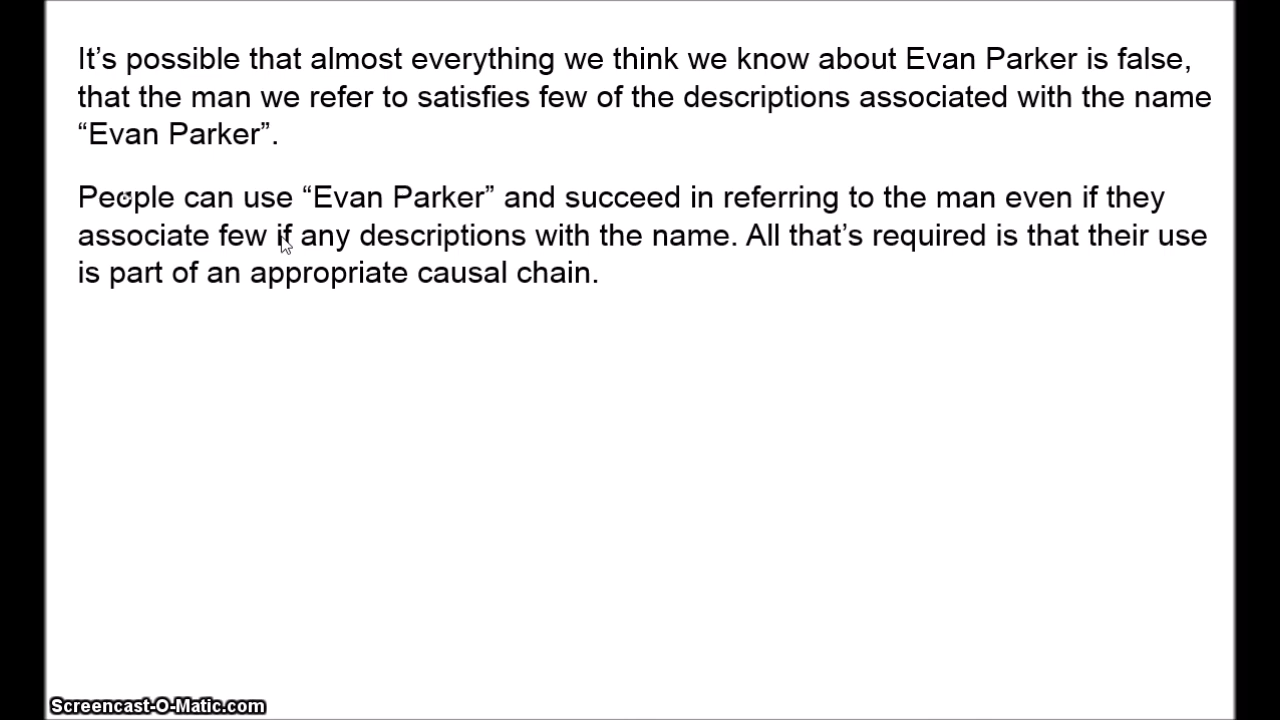 It’s possible that almost everything we think we know about Evan Parker is false,
that the man we refer to satisfies few of the descriptions associated with the name
“Evan Parker”.
People can use “Evan Parker” and succeed in referring to the man even if they
associate few if any descriptions with the name. All that’s required is that their use
is part of an appropriate causal chain.
Screencast-O-Matic.com